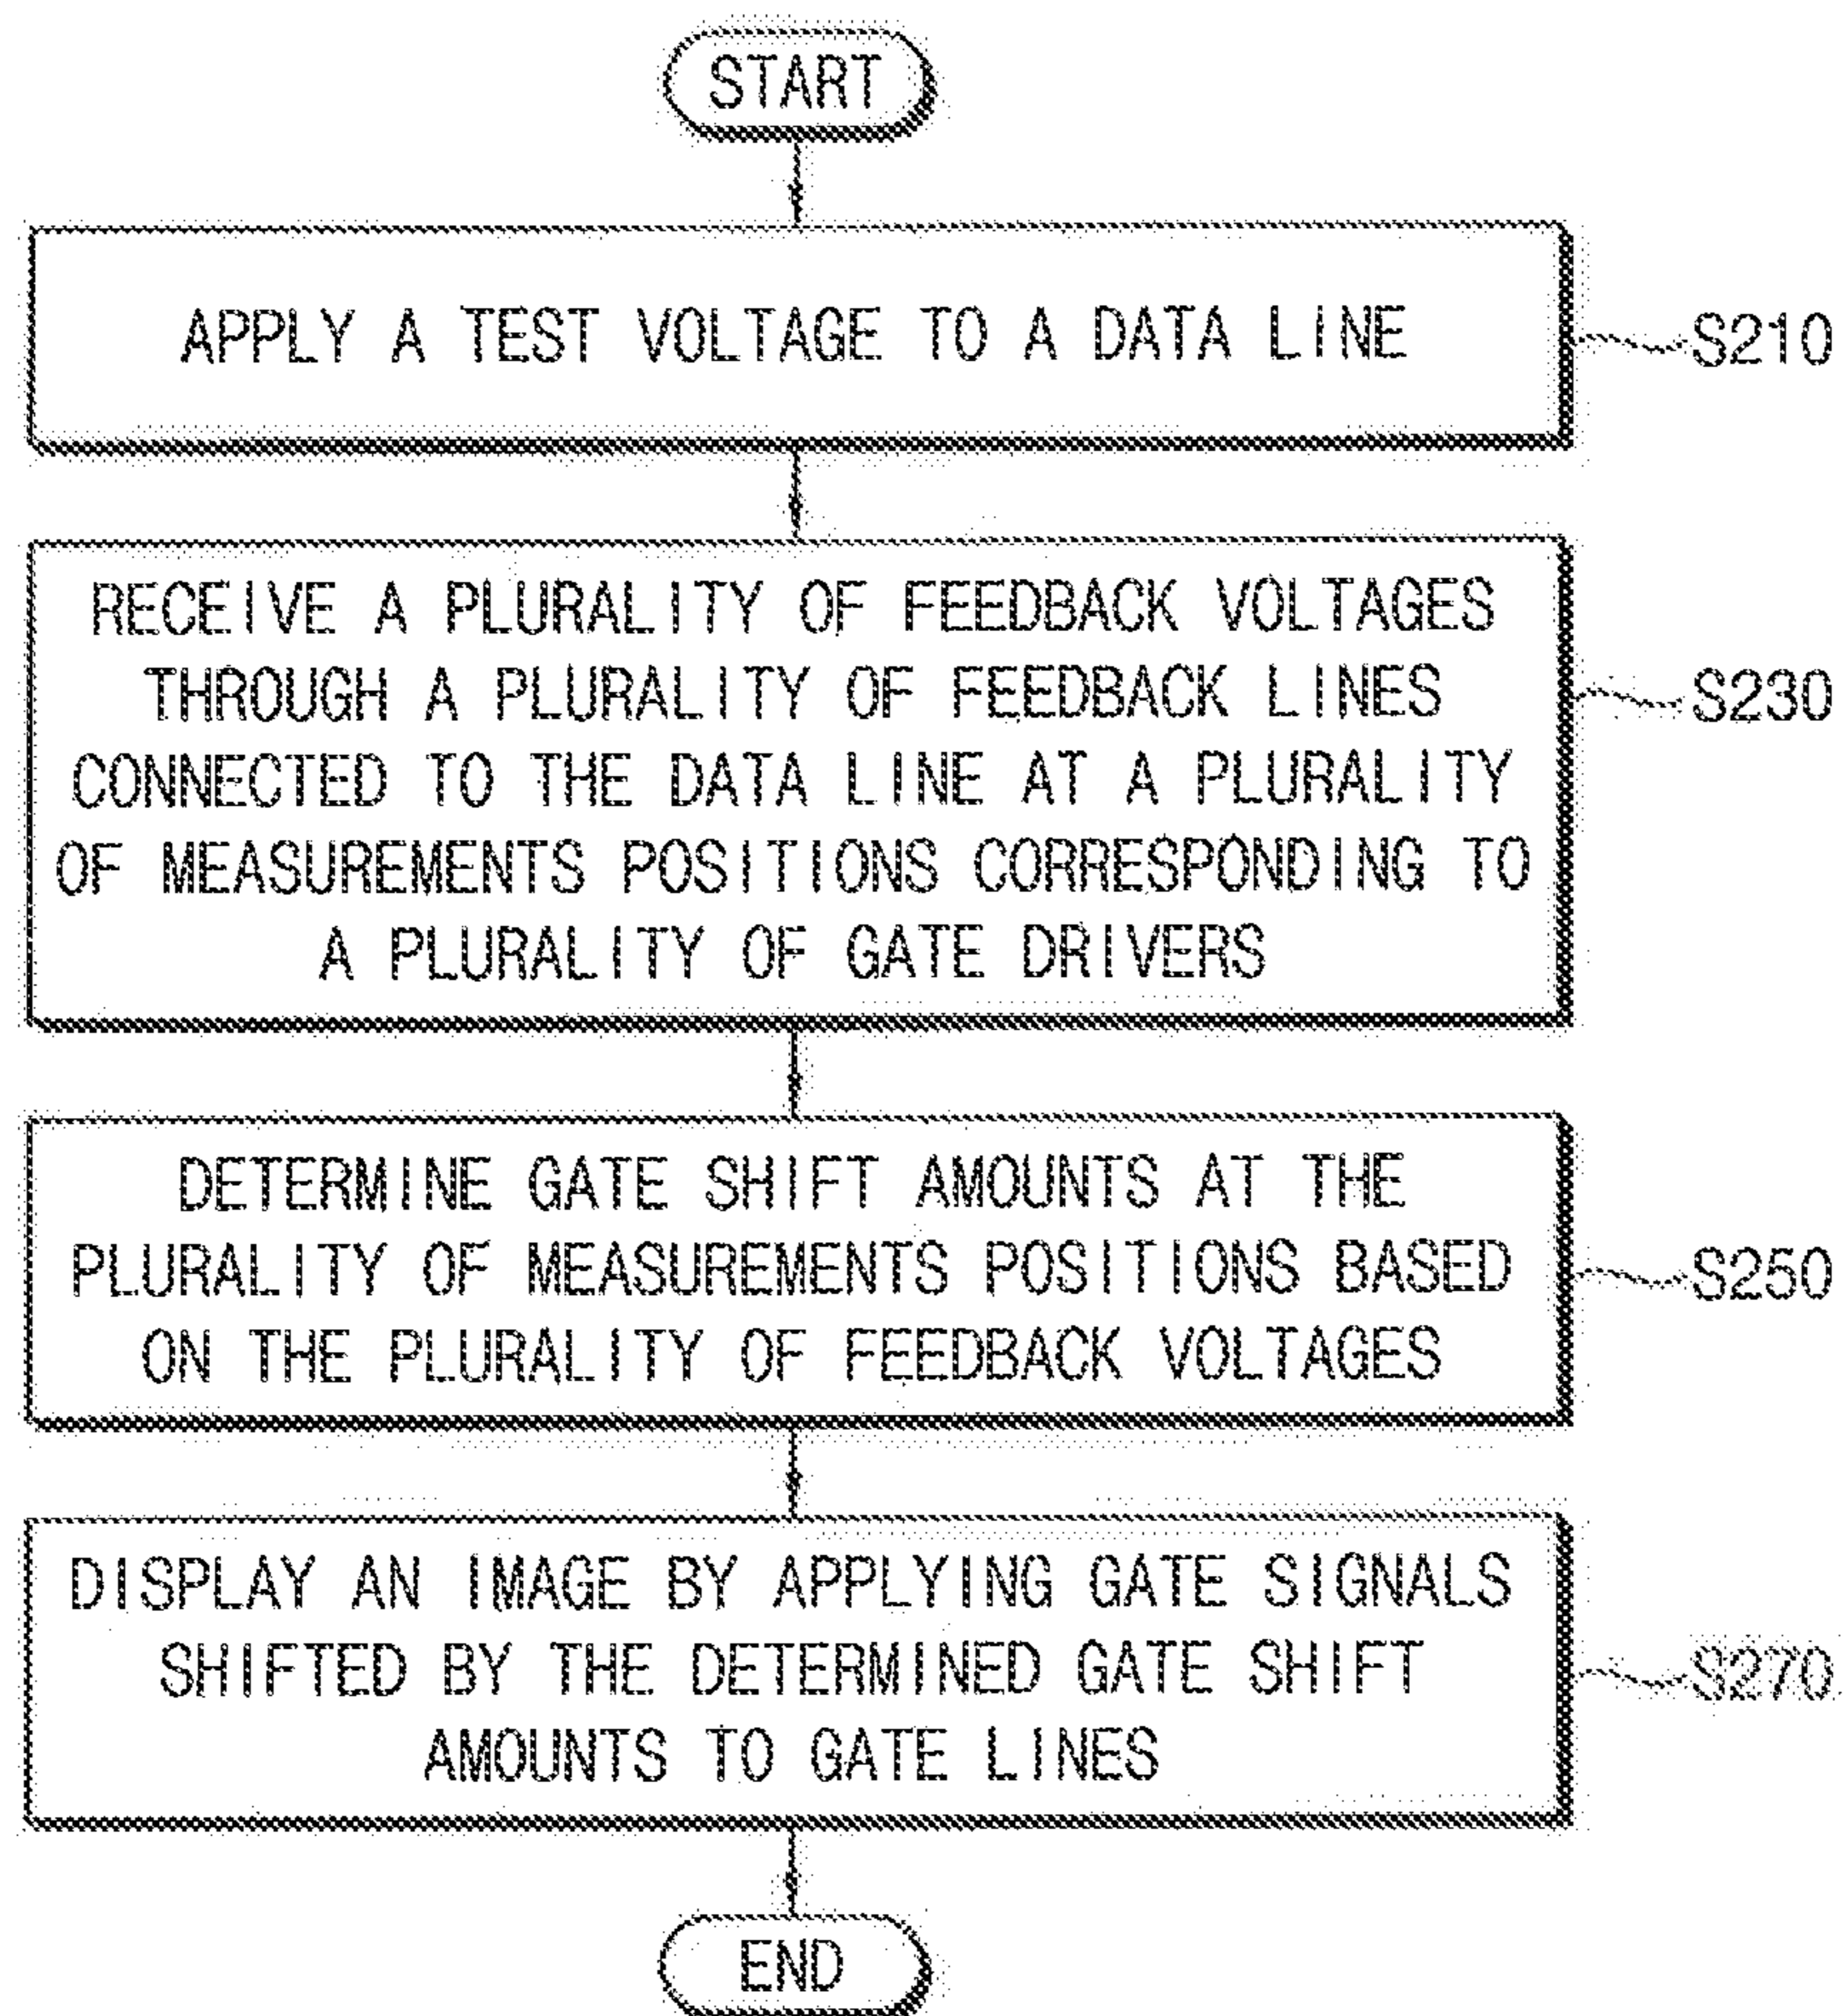 START
APPLY A TEST VOLTAGE TO A DATA LINE
S210
RECEIVE A PLURALITY OF FEEDBACK VOLTAGES
THROUGH A PLURALITY OF FEEDBACK LINES
CONNECTED TO THE DATA LINE AT A PLURALITY
OF MEASUREMENTS POSITIONS CORRESPONDING TO
A PLURALITY OF GATE DRIVERS
S230
DETERMINE GATE SHIFT AMOUNTS AT THE
PLURALITY OF MEASUREMENTS POSITIONS BASED
ON THE PLURALITY OF FEEDBACK VOLTAGES
S250
DISPLAY AN IMAGE BY APPLYING GATE SIGNALS
SHIFTED BY THE DETERMINED GATE SHIFT
AMOUNTS TO GATE LINES
S270
END